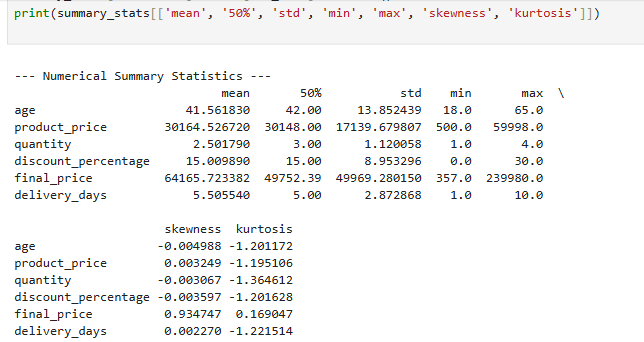 print(summary_stats[['mean', '50%', 'std', 'min', 'max', 'skewness', 'kurtosis']])
--- Numerical Summary Statistics ---
mean 50% std min max \
age 41.561830 42.00 13.852439 18.0 65.0
product_price 30164.526720 30148.00 17139.679807 500.0 59998.0
quantity 2.501790 3.00 1.120058 1.0 4.0
discount_percentage 15.009890 15.00 8.953296 0.0 30.0
final_price 64165.723382 49752.39 49969.280150 357.0 239980.0
delivery_days 5.505540 5.00 2.872868 1.0 10.0
skewness kurtosis
age -0.004988 -1.201172
product_price 0.003249 -1.195106
quantity -0.003067 -1.364612
discount_percentage -0.003597 -1.201628
final_price 0.934747 0.169047
delivery_days 0.002270 -1.221514